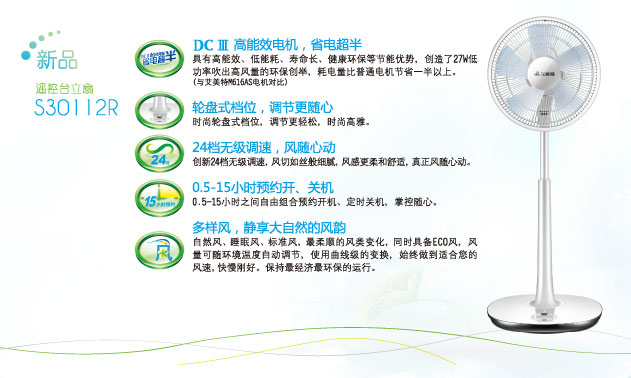 新品
遥控台立扇
S30112R
DC III 高能效电机，省电超半
具有高能效、低能耗、寿命长、健康环保等节能优势，创造了27W低
功率吹出高风量的环保创举，耗电量比普通电机节省一半以上。
(与艾美特M616AS电机对比)
省电超半
轮盘式档位，调节更随心
时尚轮盘式档位，调节更轻松，时尚高雅。
24档无级调速，风随心动
创新24档无级调速，风切如丝般细腻，风感更柔和舒适，真正风随心动。
24档
0.5-15小时预约开、关机
0.5-15小时之间自由组合预约开机、定时关机，掌控随心。
15小时预约
多样风，静享大自然的风韵
自然风、睡眠风、标准风，最柔顺的风类变化，同时具备ECO风，风
量可随环境温度自动调节，使用曲线级的变换，始终做到适合您的
风速，快慢刚好。保持最经济最环保的运行。
风